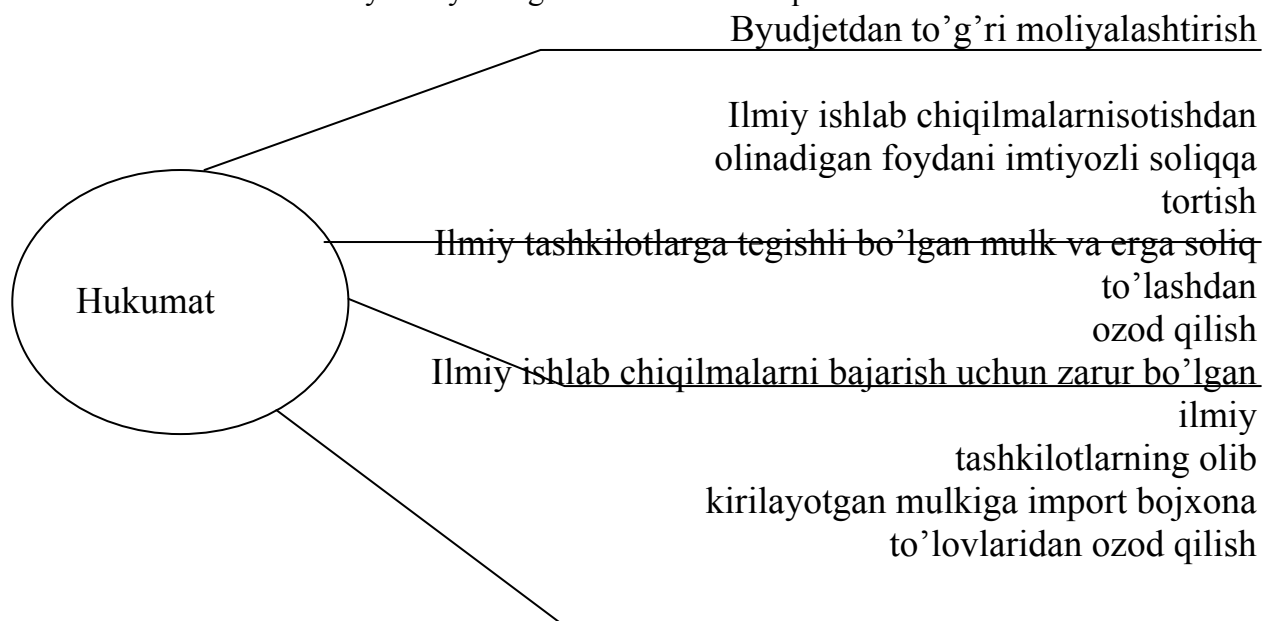 Byudjetdan to’g’ri moliyalashtirish
Ilmiy ishlab chiqilmalarnisotishdan
olinadigan foydani imtiyozli soliqqa
tortish
Ilmiy tashkilotlarga tegishli bo’lgan mulk va erga soliq
to’lashdan
ozod qilish
Hukumat
Ilmiy ishlab chiqilmalarni bajarish uchun zarur bo’lgan
ilmiy
tashkilotlarning olib
kirilayotgan mulkiga import bojxona
to’lovlaridan ozod qilish